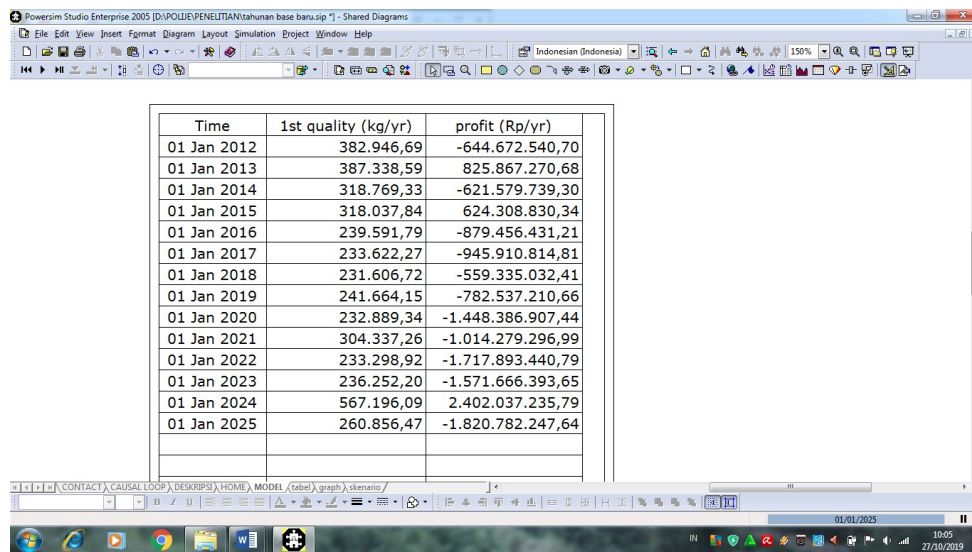 Powersim Studio Enterprise 2005 [D:\POLIJE\PENELITIAN\tahunan base baru.sip *] - Shared Diagrams
File Edit View Insert Format Diagram Layout Simulation Project Window Help
Indonesian (Indonesia) 150%
Time 1st quality (kg/yr) profit (Rp/yr)
01 Jan 2012 382.946,69 -644.672.540,70
01 Jan 2013 387.338,59 825.867.270,68
01 Jan 2014 318.769,33 -621.579.739,30
01 Jan 2015 318.037,84 624.308.830,34
01 Jan 2016 239.591,79 -879.456.431,21
01 Jan 2017 233.622,27 -945.910.814,81
01 Jan 2018 231.606,72 -559.335.032,41
01 Jan 2019 241.664,15 -782.537.210,66
01 Jan 2020 232.889,34 -1.448.386.907,44
01 Jan 2021 304.337,26 -1.014.279.296,99
01 Jan 2022 233.298,92 -1.717.893.440,79
01 Jan 2023 236.252,20 -1.571.666.393,65
01 Jan 2024 567.196,09 2.402.037.235,79
01 Jan 2025 260.856,47 -1.820.782.247,64
CONTACT CAUSAL LOOP DESKRIPSI HOME MODEL tabel graph skenario
B I U
01/01/2025
IN 10:05
27/10/2019